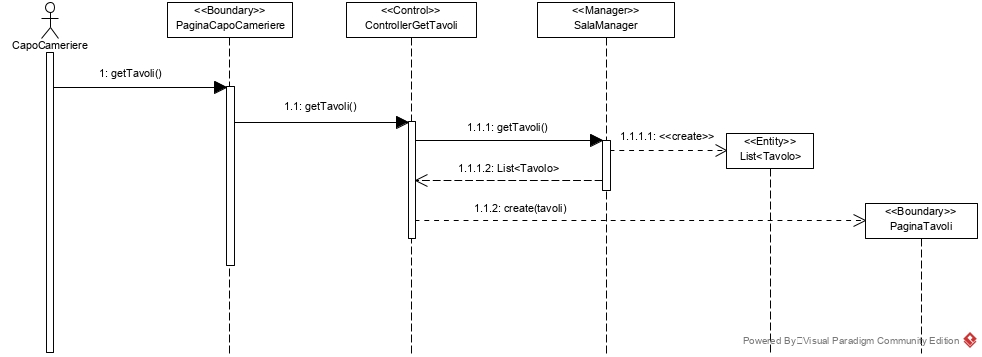 CapoCameriere
<<Boundary>>
PaginaCapoCameriere
<<Control>>
ControllerGetTavoli
<<Manager>>
SalaManager
1: getTavoli()
1.1: getTavoli()
1.1.1: getTavoli()
1.1.1.1: <<create>>
<<Entity>>
List<Tavolo>
1.1.1.2: List<Tavolo>
1.1.2: create(tavoli)
<<Boundary>>
PaginaTavoli
Powered By Visual Paradigm Community Edition